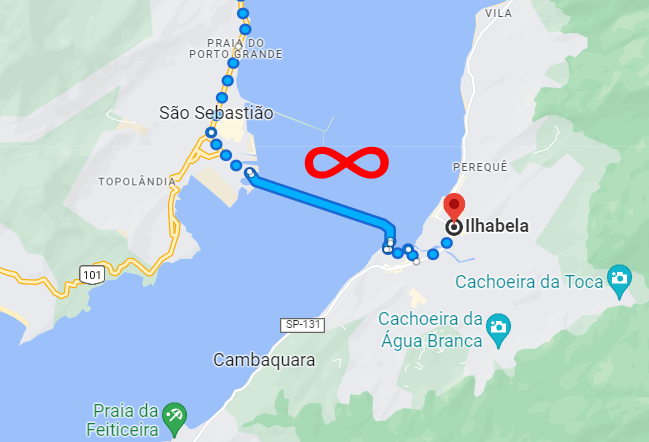 VILA
PRAIA DO
PORTO GRANDE
São Sebastião
PEREQUÊ
TOPOLÂNDIA
Ilhabela
101
Cachoeira da Toca
SP-131
Cachoeira da
Água Branca
Cambaquara
Praia da
Feiticeira